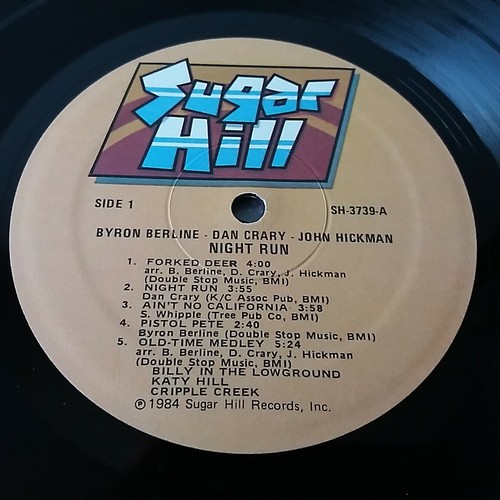 Sugar
Hill
SIDE 1
SH-3739-A
BYRON BERLINE - DAN CRARY - JOHN HICKMAN
NIGHT RUN
1. FORKED DEER 4:00
arr. B. Berline, D. Crary, J. Hickman
(Double Stop Music, BMI)
2. NIGHT RUN 3:55
Dan Crary (K/C Assoc Pub, BMI)
3. AIN'T NO CALIFORNIA 3:58
S. Whipple (Tree Pub Co, BMI)
4. PISTOL PETE 2:40
Byron Berline (Double Stop Music, BMI)
5. OLD-TIME MEDLEY 5:24
arr. B. Berline, D. Crary, J. Hickman
(Double Stop Music, BMI)
BILLY IN THE LOWGROUND
KATY HILL
CRIPPLE CREEK
℗ 1984 Sugar Hill Records, Inc.